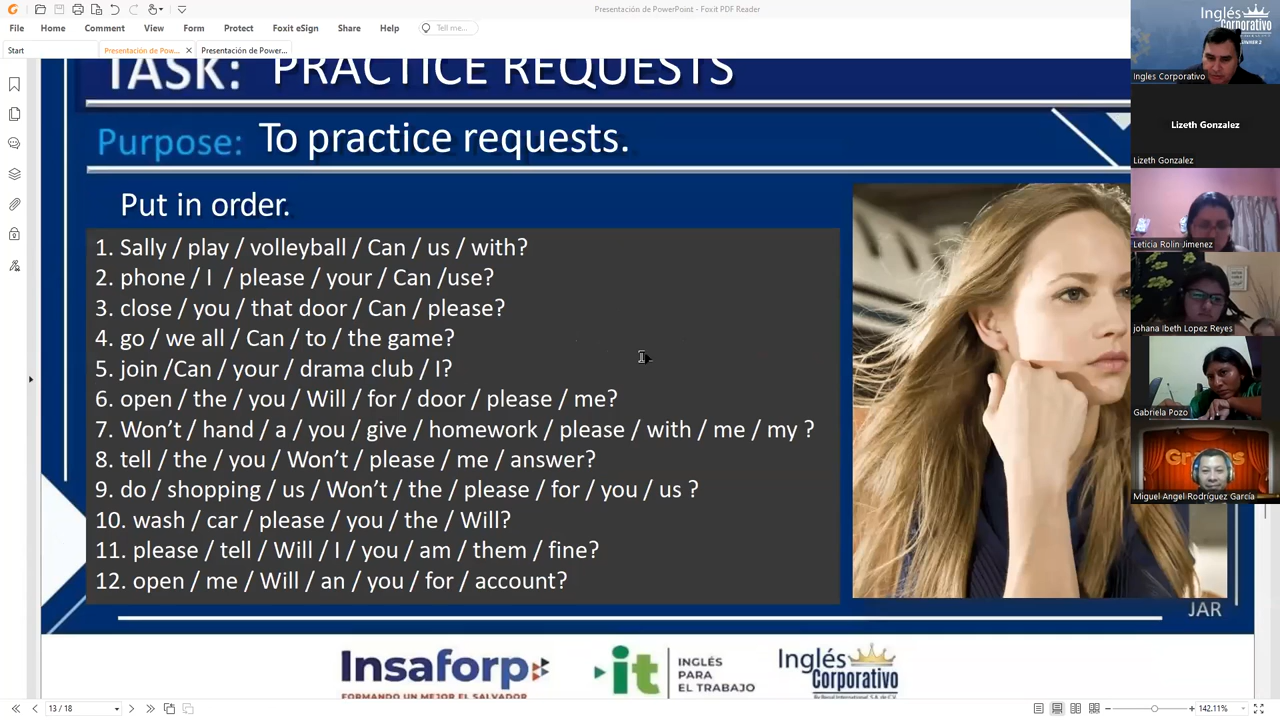 Presentación de PowerPoint - Foxit PDF Reader
File Home Comment View Form Protect Foxit eSign Share Help Tell me...
Start Presentación de Pow... Presentación de Power...
TASK: PRACTICE REQUESTS
Purpose: To practice requests.
Put in order.
1. Sally / play / volleyball / Can / us / with?
2. phone / I / please / your / Can /use?
3. close / you / that door / Can / please?
4. go / we all / Can / to / the game?
5. join /Can / your / drama club / I?
6. open / the / you / Will / for / door / please / me?
7. Won’t / hand / a / you / give / homework / please / with / me / my ?
8. tell / the / you / Won’t / please / me / answer?
9. do / shopping / us / Won’t / the / please / for / you / us ?
10. wash / car / please / you / the / Will?
11. please / tell / Will / I / you / am / them / fine?
12. open / me / Will / an / you / for / account?
JAR
Insaforp
FORMANDO UN MEJOR EL SALVADOR
it
INGLÉS
PARA
EL TRABAJO
Inglés
Corporativo
13 / 18
142.11%
Inglés
Corporativo
Ingles Corporativo
Lizeth Gonzalez
Lizeth Gonzalez
Leticia Rolin Jimenez
johana Ibeth Lopez Reyes
Gabriela Pozo
Miguel Angel Rodríguez García